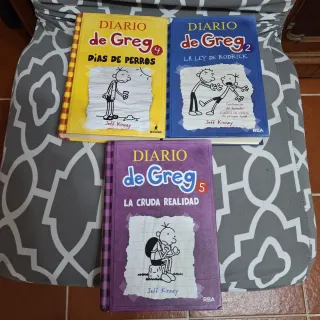 DIARIO
de Greg 4
DÍAS DE PERROS
Jeff Kinney
DIARIO
de Greg 2
LA LEY DE RODRICK
Jeff Kinney
RBA
DIARIO
de Greg 5
LA CRUDA REALIDAD
Jeff Kinney
RBA